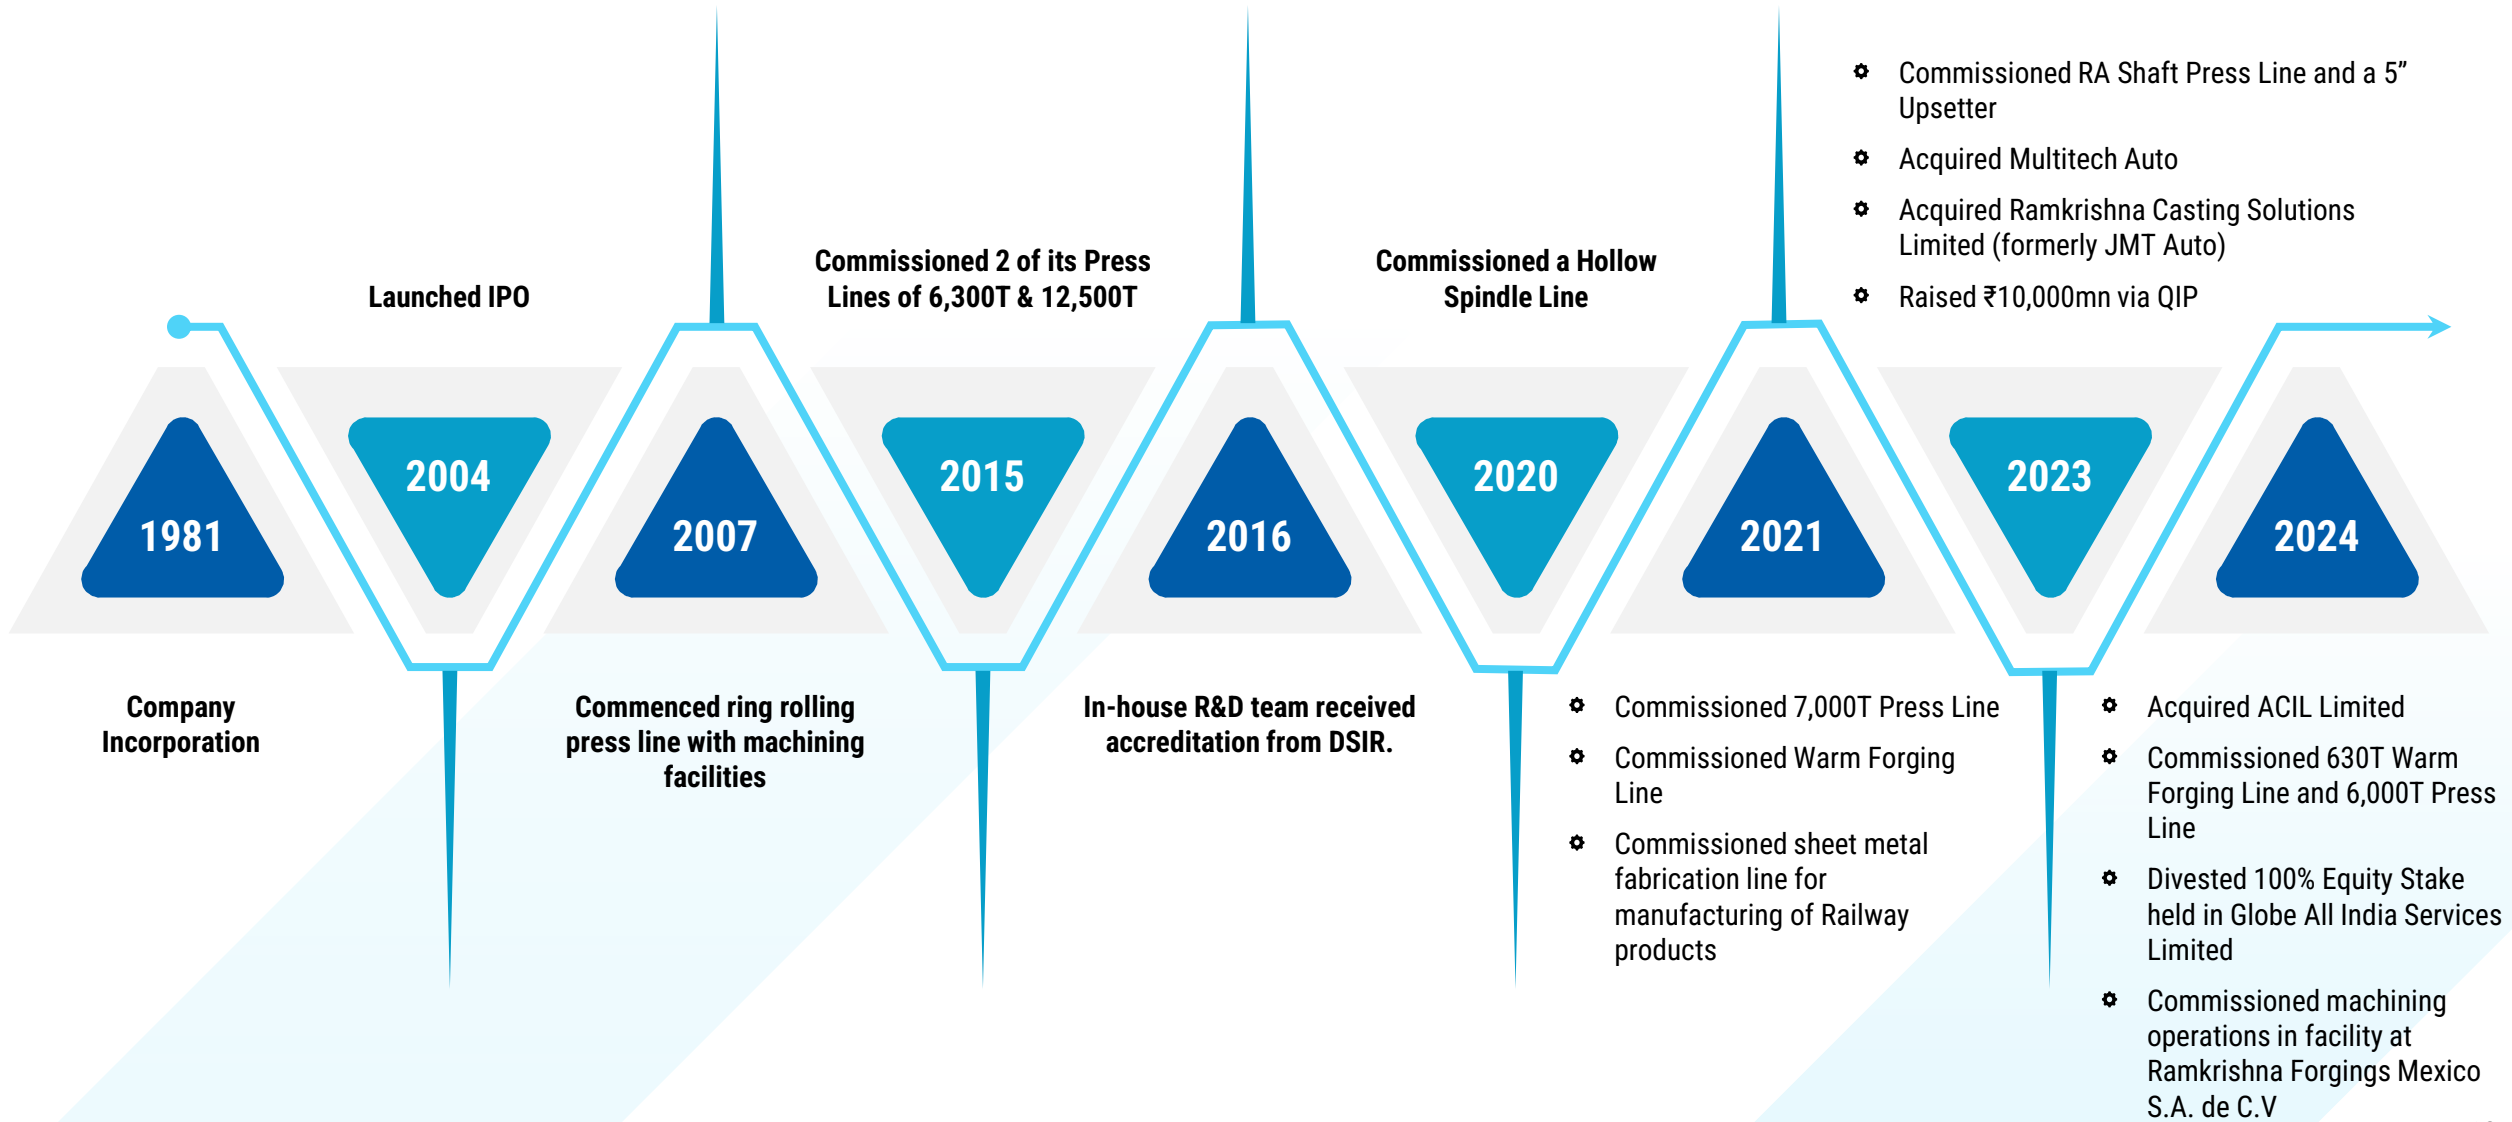 1981
Company
Incorporation
Launched IPO
2004
2007
Commenced ring rolling
press line with machining
facilities
Commissioned 2 of its Press
Lines of 6,300T & 12,500T
2015
2016
In-house R&D team received
accreditation from DSIR.
Commissioned a Hollow
Spindle Line
2020
2021
Commissioned 7,000T Press Line
Commissioned Warm Forging
Line
Commissioned sheet metal
fabrication line for
manufacturing of Railway
products
Commissioned RA Shaft Press Line and a 5”
Upsetter
Acquired Multitech Auto
Acquired Ramkrishna Casting Solutions
Limited (formerly JMT Auto)
Raised ₹10,000mn via QIP
2023
2024
Acquired ACIL Limited
Commissioned 630T Warm
Forging Line and 6,000T Press
Line
Divested 100% Equity Stake
held in Globe All India Services
Limited
Commissioned machining
operations in facility at
Ramkrishna Forgings Mexico
S.A. de C.V